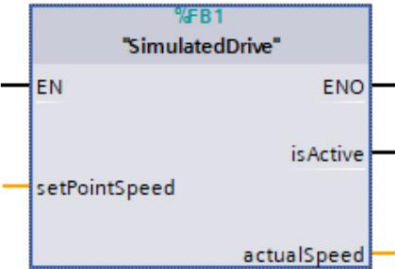 %FB1
"SimulatedDrive"
EN
ENO
isActive
setPointSpeed
actualSpeed